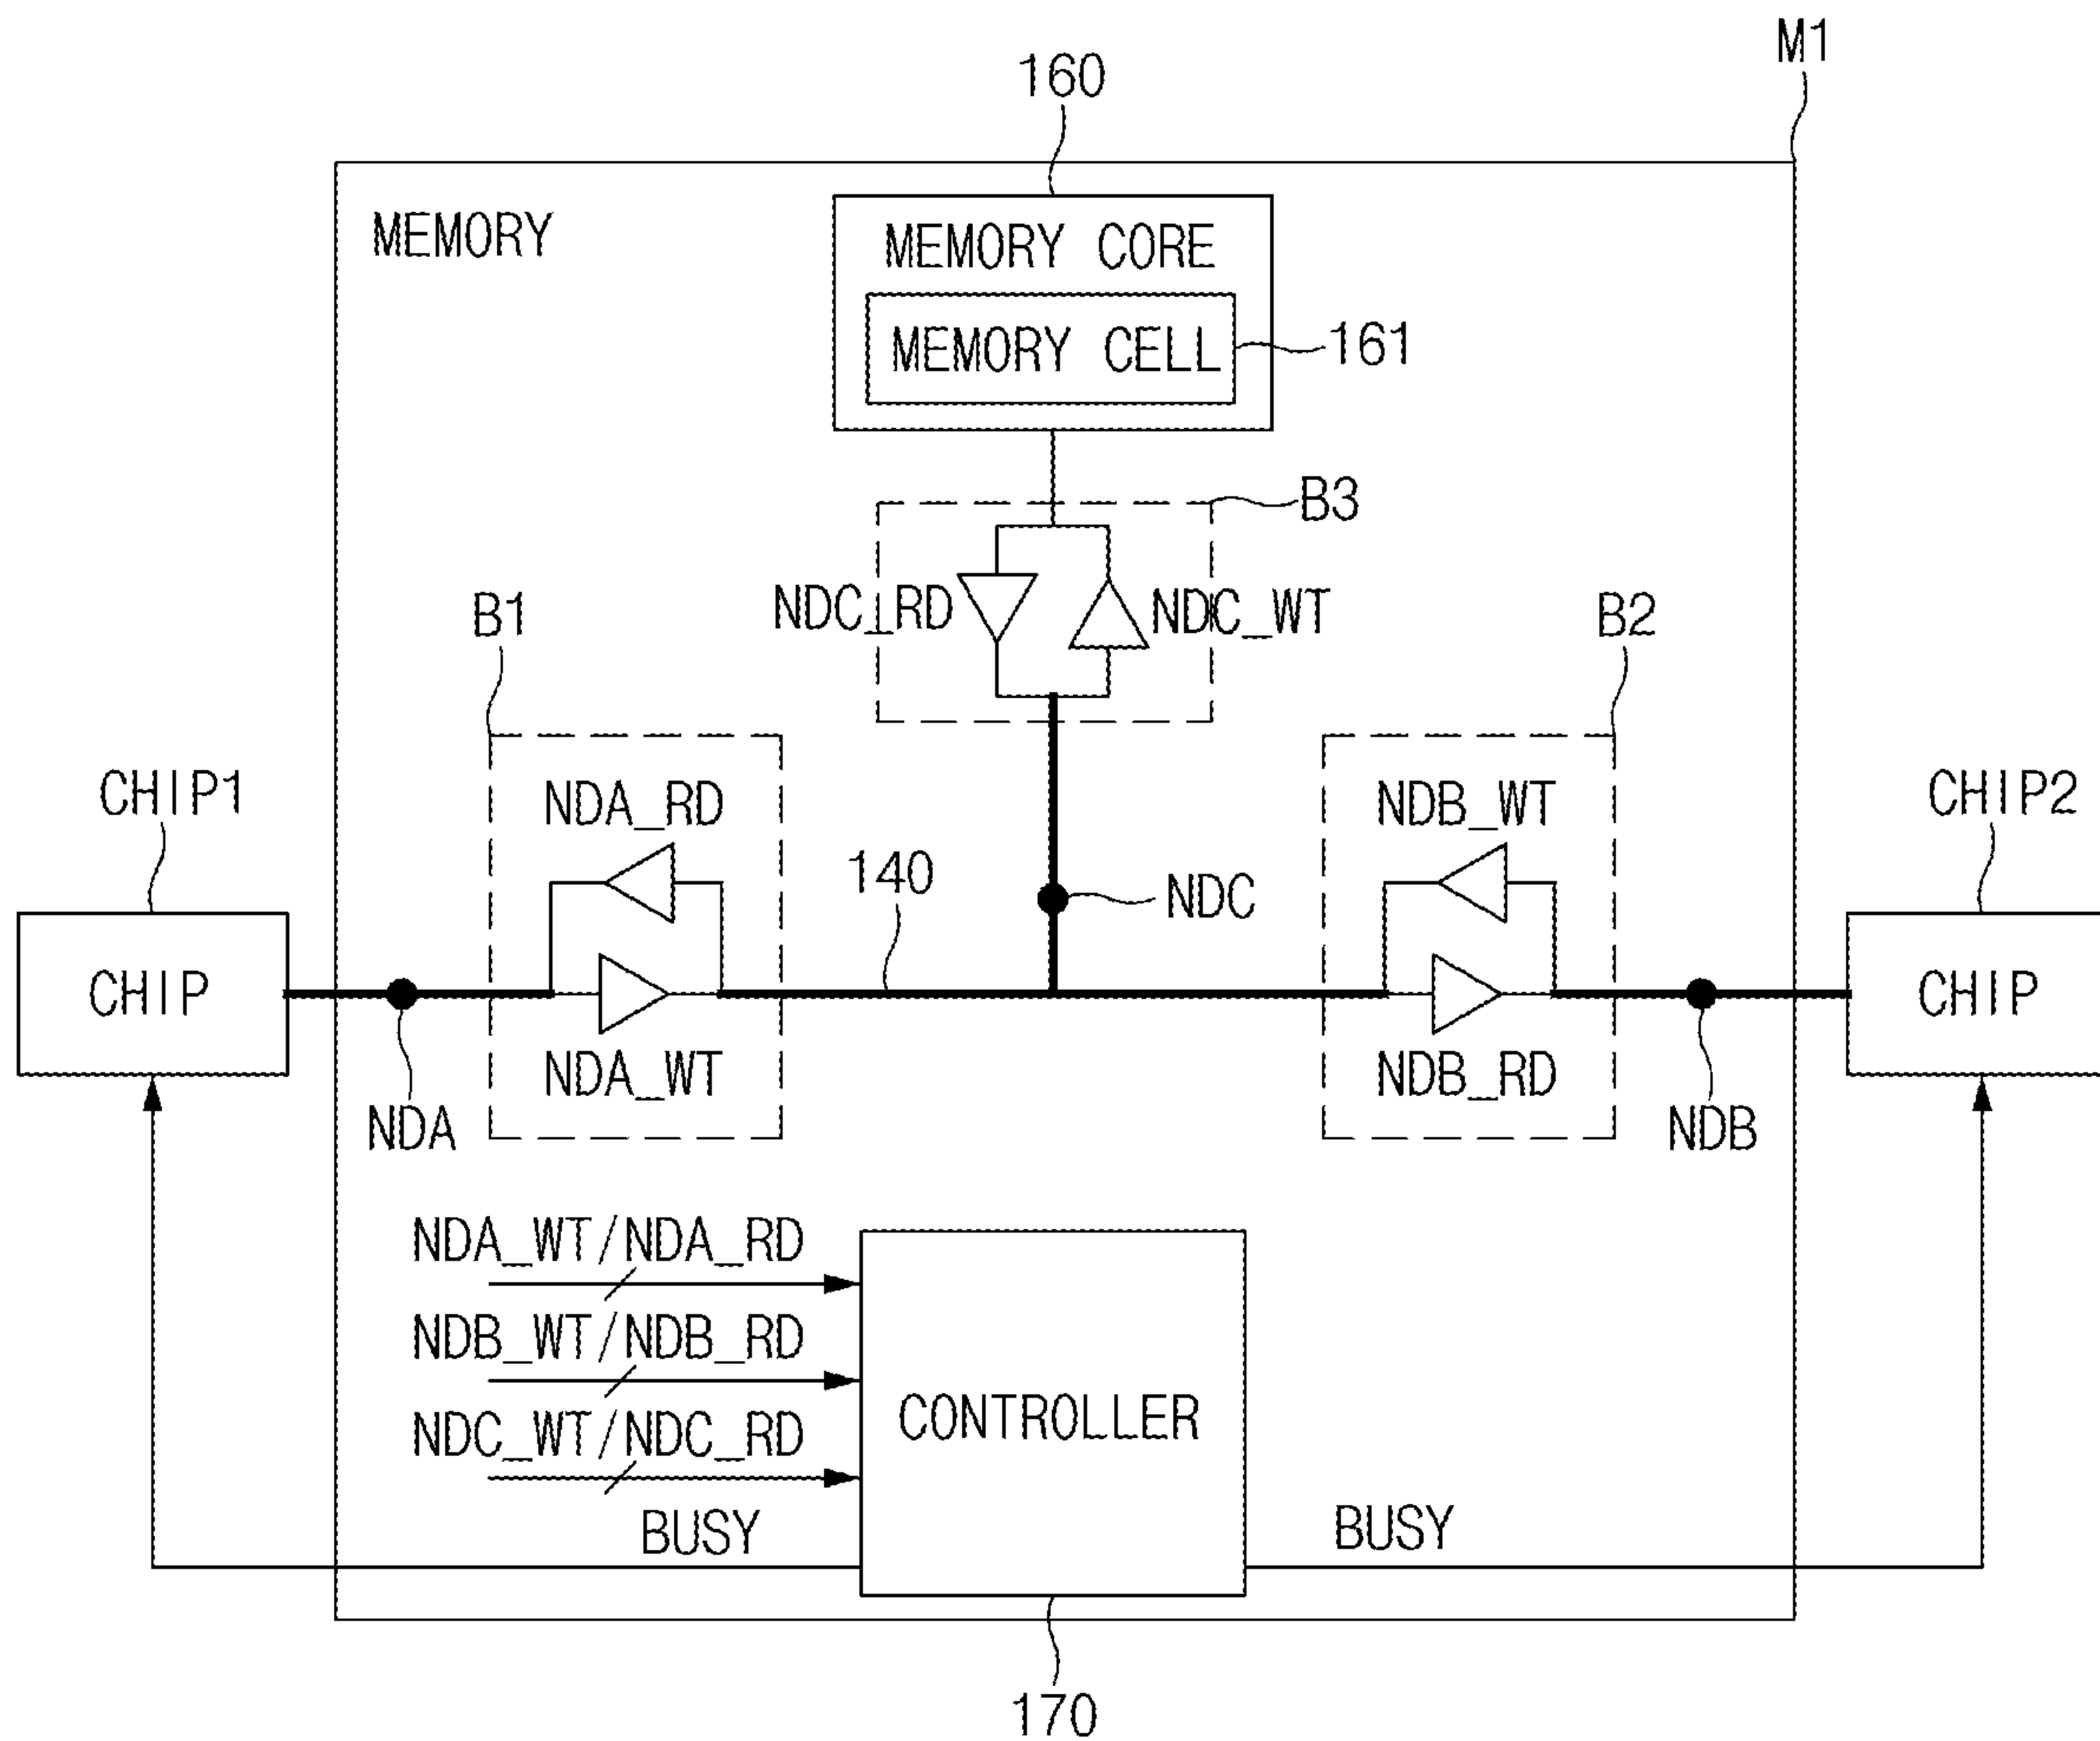 M1
160
MEMORY
MEMORY CORE
MEMORY CELL
161
B3
NDC_RD
NDC_WT
B1
B2
CHIP1
NDA_RD
NDB_WT
CHIP2
140
NDC
CHIP
CHIP
NDA_WT
NDB_RD
NDA
NDB
NDA_WT/NDA_RD
NDB_WT/NDB_RD
NDC_WT/NDC_RD
CONTROLLER
BUSY
BUSY
170